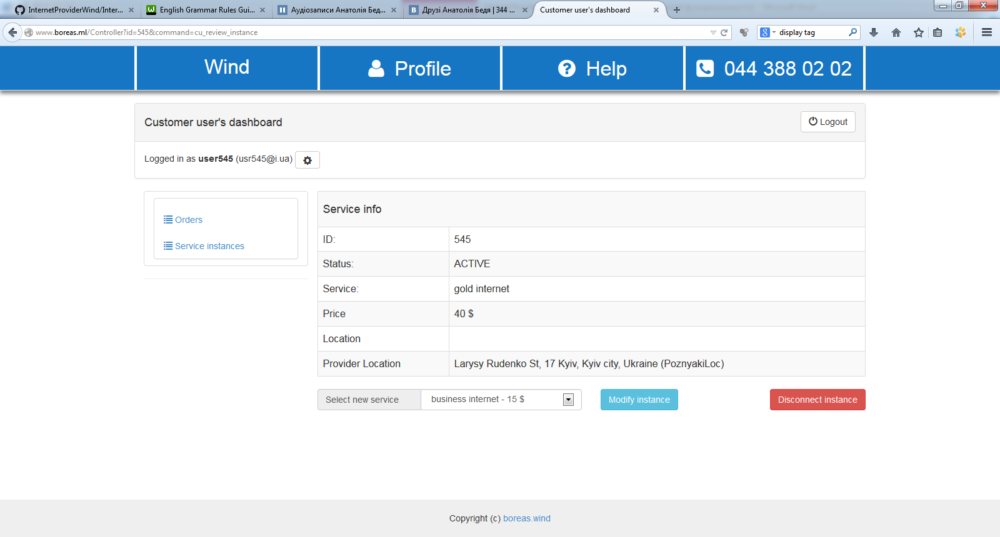 InternetProviderWind/Inter...
English Grammar Rules Gui...
Аудіозаписи Анатолія Бед...
Друзі Анатолія Бедя | 344 ...
Customer user's dashboard
www.boreas.ml/Controller?id=545&command=cu_review_instance
display tag
Wind
Profile
Help
044 388 02 02
Customer user's dashboard
Logout
Logged in as user545 (usr545@i.ua)
Orders
Service instances
Service info
ID: 545
Status: ACTIVE
Service: gold internet
Price 40 $
Location
Provider Location Larysy Rudenko St, 17 Kyiv, Kyiv city, Ukraine (PoznyakiLoc)
Select new service business internet - 15 $ Modify instance Disconnect instance
Copyright (c) boreas.wind